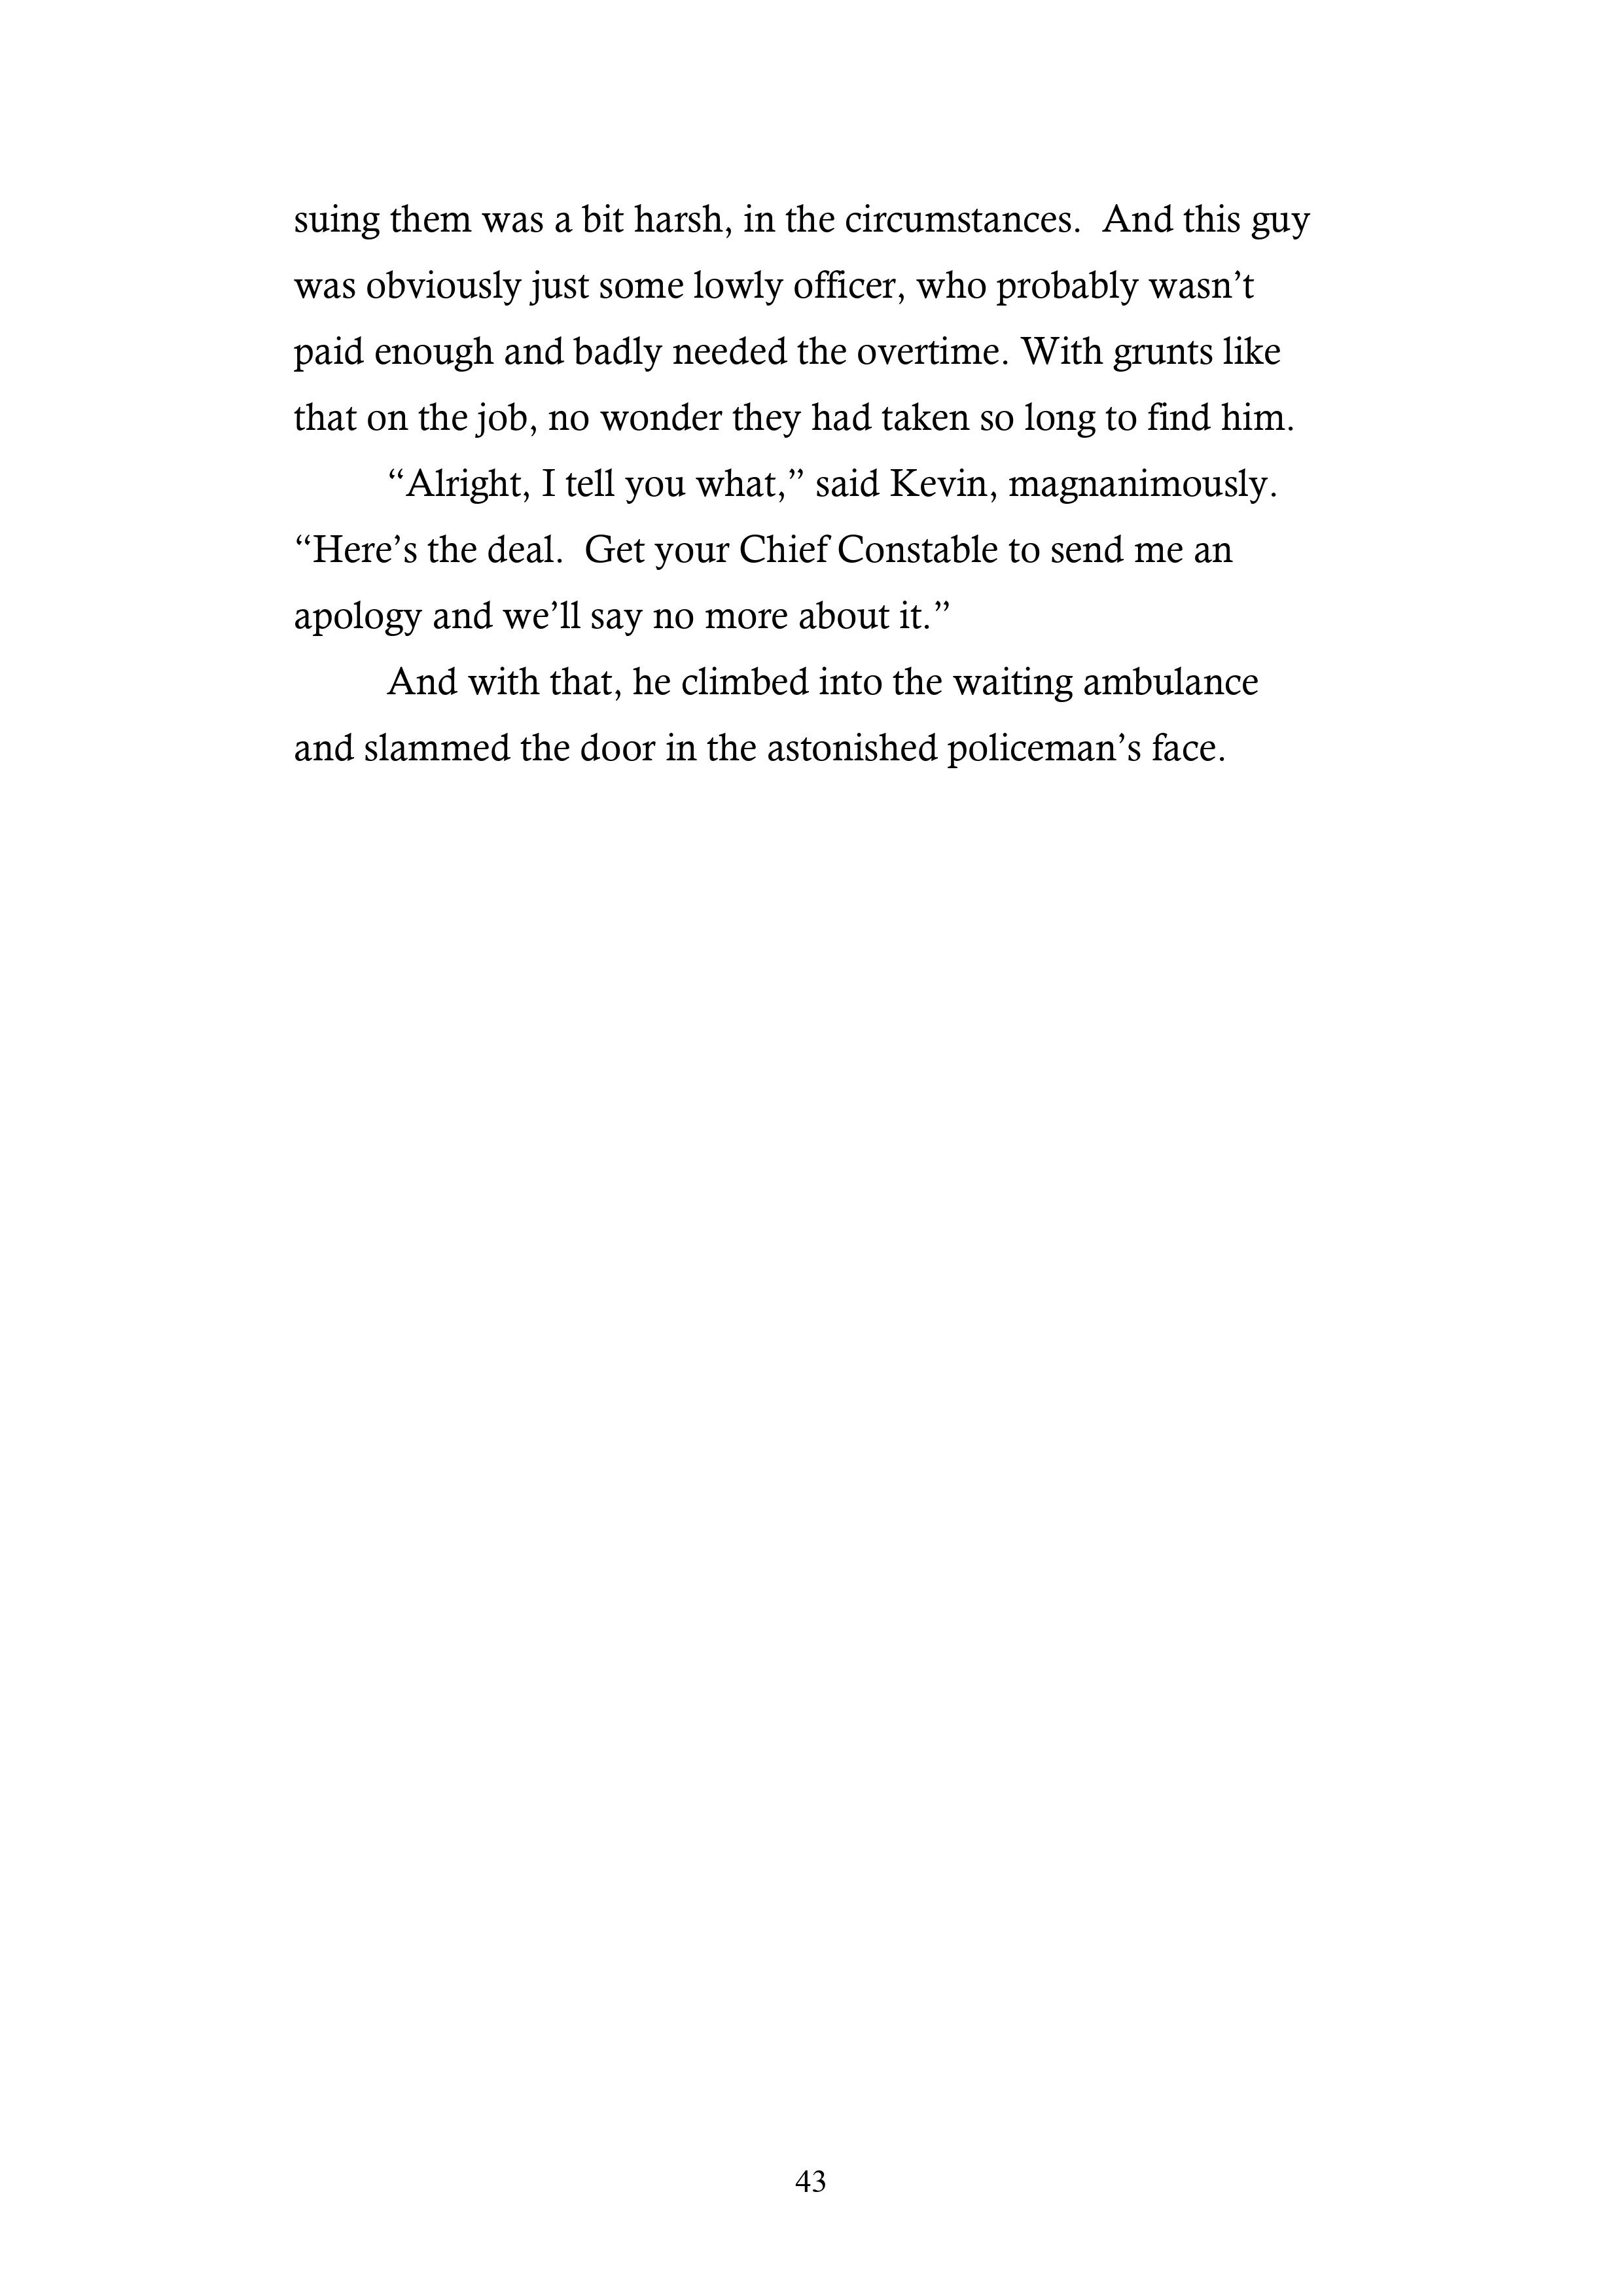 suing them was a bit harsh, in the circumstances.  And this guy
was obviously just some lowly officer, who probably wasn’t
paid enough and badly needed the overtime. With grunts like
that on the job, no wonder they had taken so long to find him.
“Alright, I tell you what,” said Kevin, magnanimously.
“Here’s the deal.  Get your Chief Constable to send me an
apology and we’ll say no more about it.”
And with that, he climbed into the waiting ambulance
and slammed the door in the astonished policeman’s face.
43